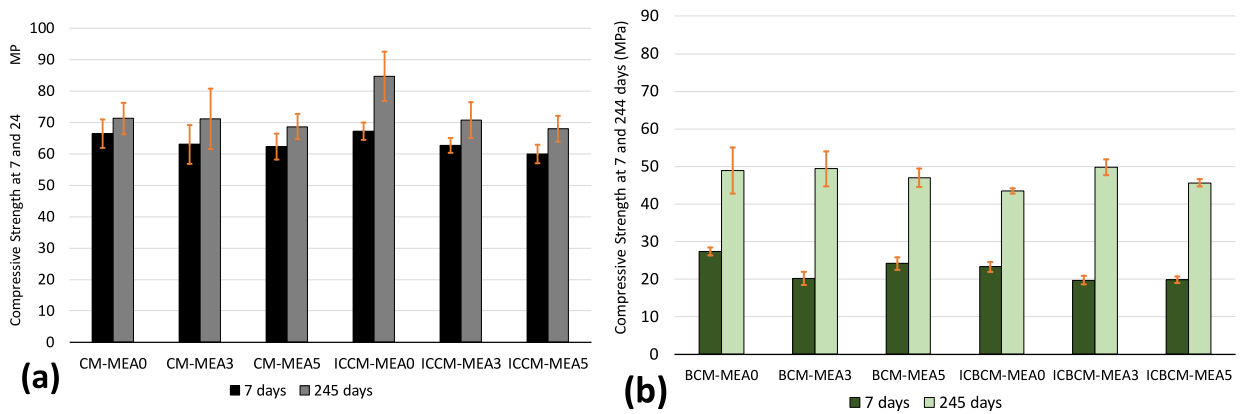 Compressive Strength at 7 and 24 MP
100
90
80
70
60
50
40
30
20
10
0
CM-MEA0 CM-MEA3 CM-MEA5 ICCM-MEA0 ICCM-MEA3 ICCM-MEA5
(a)
7 days 245 days
Compressive Strength at 7 and 244 days (MPa)
90
80
70
60
50
40
30
20
10
0
BCM-MEA0 BCM-MEA3 BCM-MEA5 ICBCM-MEA0 ICBCM-MEA3 ICBCM-MEA5
(b)
7 days 245 days